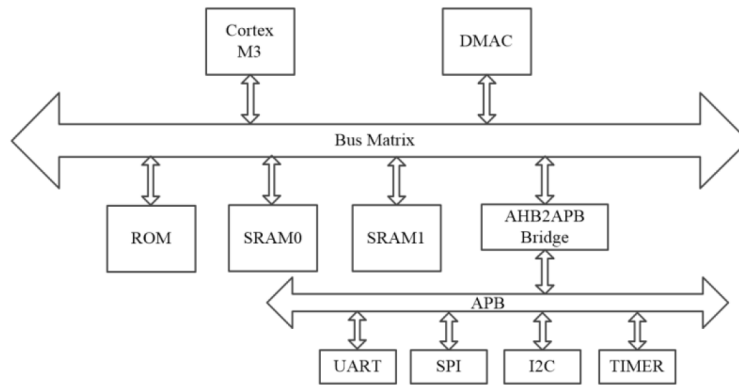 Cortex
M3
DMAC
Bus Matrix
ROM
SRAM0
SRAM1
AHB2APB
Bridge
APB
UART
SPI
I2C
TIMER